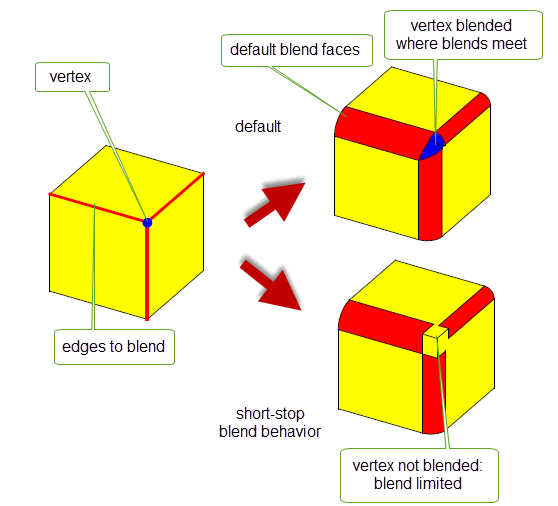 vertex blended
where blends meet
default blend faces
vertex
default
edges to blend
short-stop
blend behavior
vertex not blended:
blend limited